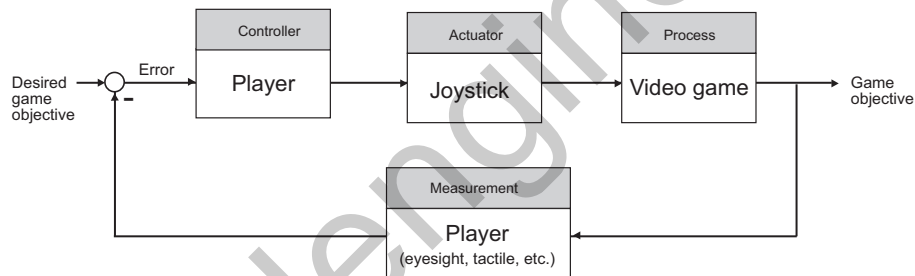 Controller
Actuator
Process
Desired
game
objective
Error
Player
Joystick
Video game
Game
objective
-
Measurement
Player
(eyesight, tactile, etc.)